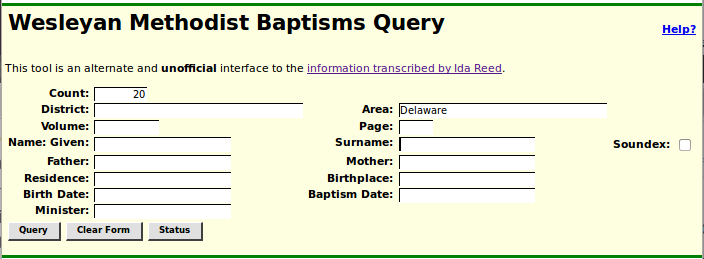 Wesleyan Methodist Baptisms Query
Help?
This tool is an alternate and unofficial interface to the information transcribed by Ida Reed.
Count: 20
District: Area: Delaware
Volume: Page:
Name: Given: Surname: Soundex:
Father: Mother:
Residence: Birthplace:
Birth Date: Baptism Date:
Minister:
Query Clear Form Status